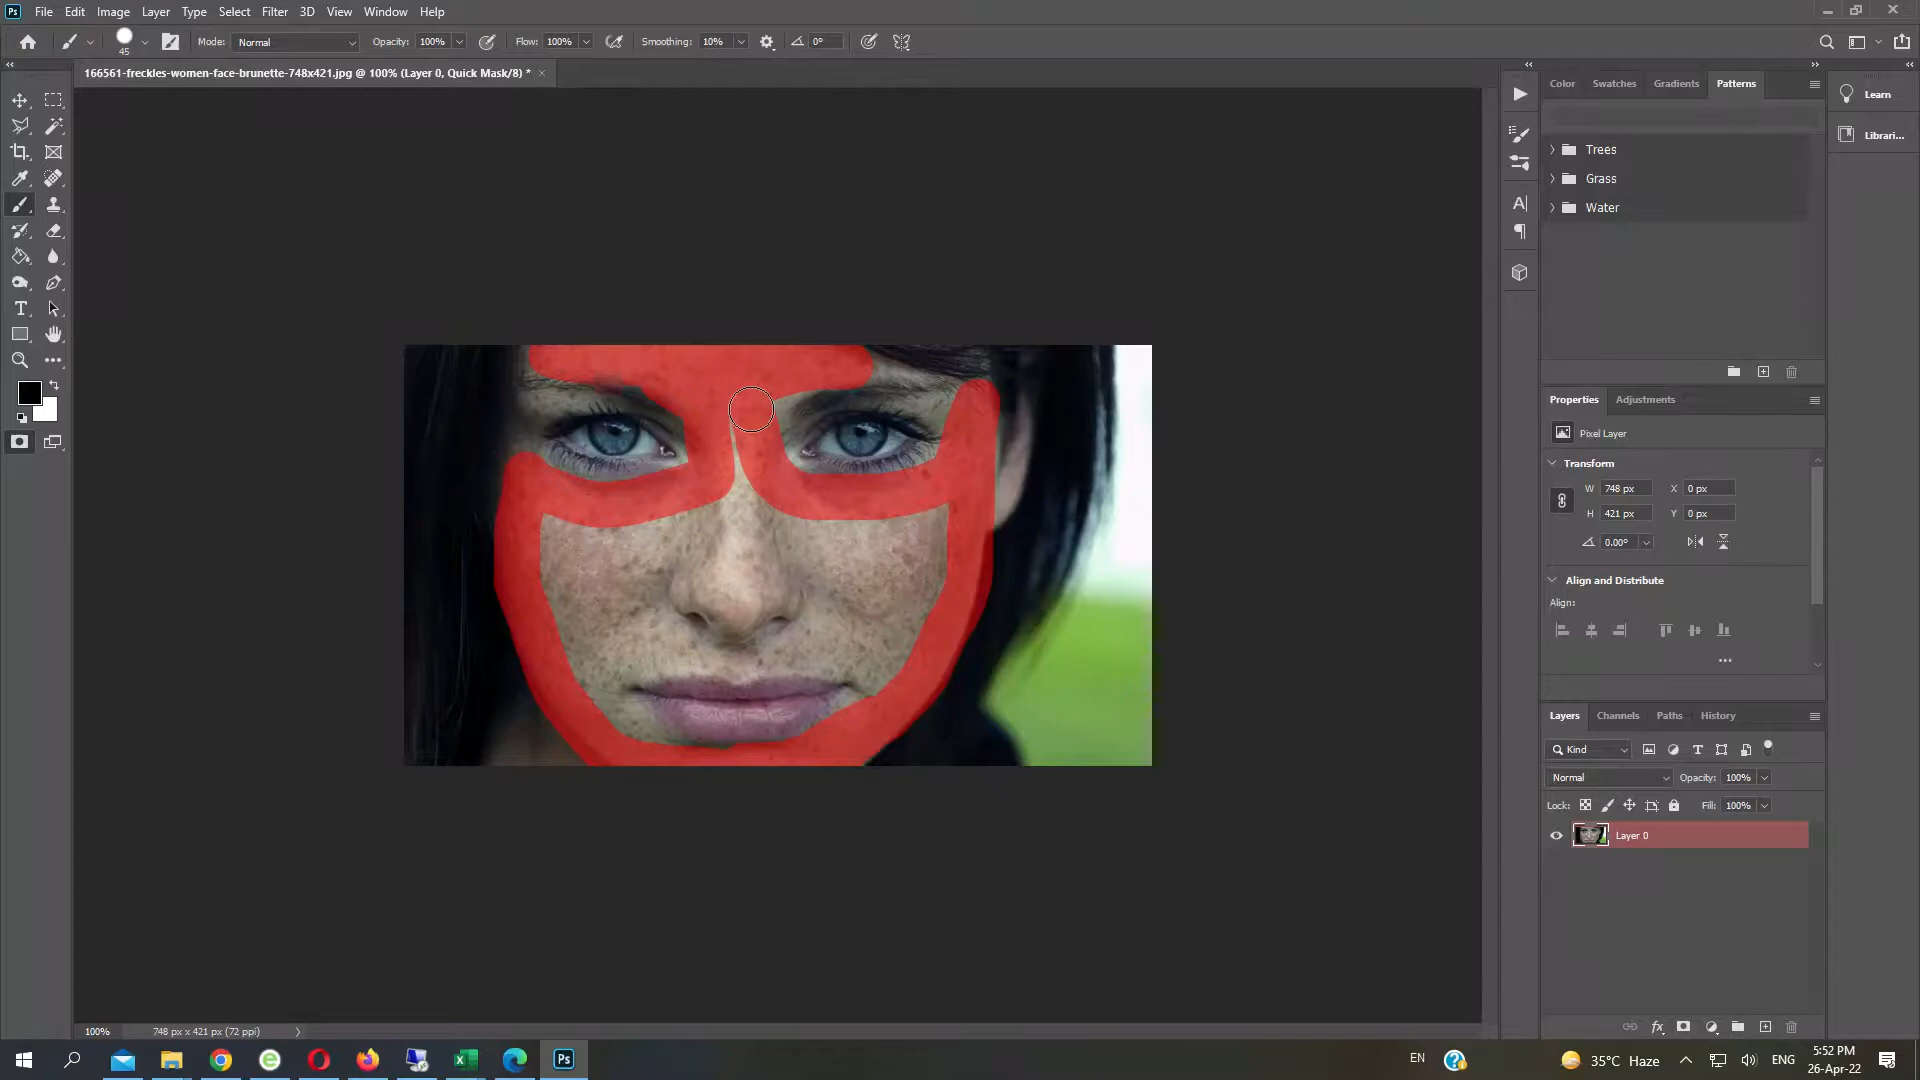 Ps File Edit Image Layer Type Select Filter 3D View Window Help
45 Mode: Normal Opacity: 100% Flow: 100% Smoothing: 10% 0°
166561-freckles-women-face-brunette-748x421.jpg @ 100% (Layer 0, Quick Mask/8) *
Color Swatches Gradients Patterns
Learn
Librari...
Trees
Grass
Water
Properties Adjustments
Pixel Layer
Transform
W 748 px X 0 px
H 421 px Y 0 px
0.00°
Align and Distribute
Align:
Layers Channels Paths History
Kind
Normal Opacity: 100%
Lock: Fill: 100%
Layer 0
100% 748 px x 421 px (72 ppi)
Ps EN 35°C Haze ENG 5:52 PM
26-Apr-22